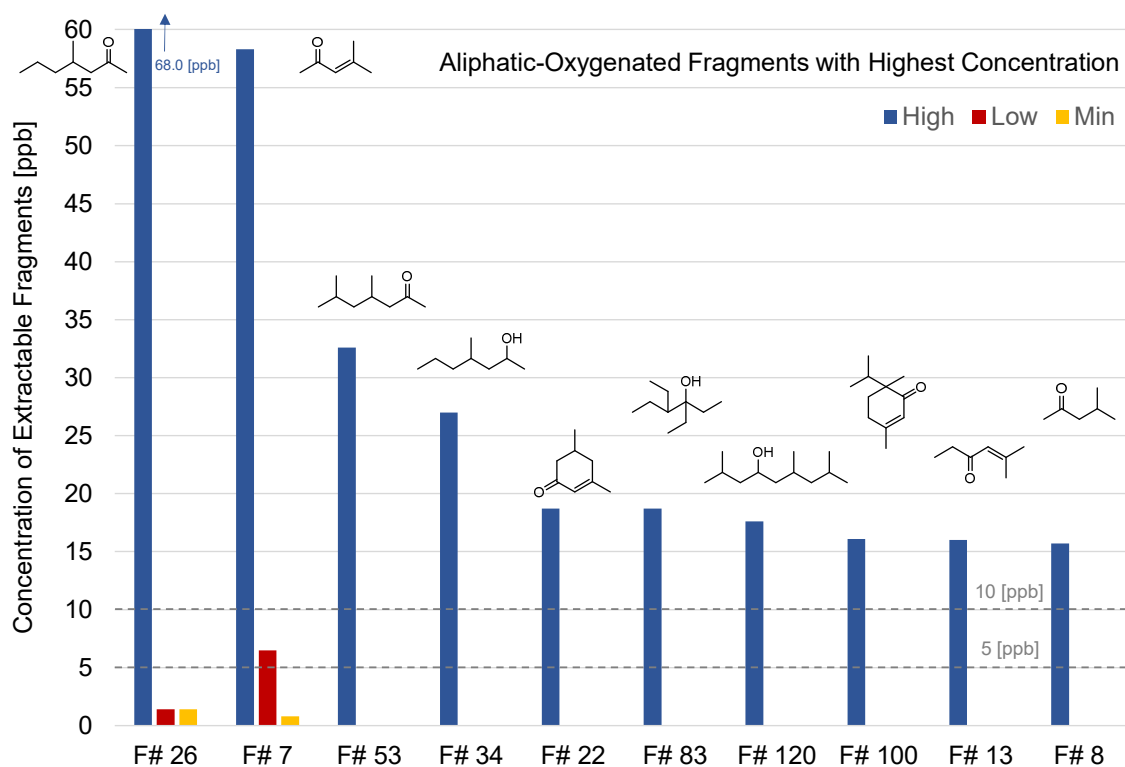 Aliphatic-Oxygenated Fragments with Highest Concentration
High Low Min
Concentration of Extractable Fragments [ppb]
60
55
50
45
40
35
30
25
20
15
10
5
0
68.0 [ppb]
O
O
O
OH
O
OH
OH
O
O
O
10 [ppb]
5 [ppb]
F# 26 F# 7 F# 53 F# 34 F# 22 F# 83 F# 120 F# 100 F# 13 F# 8